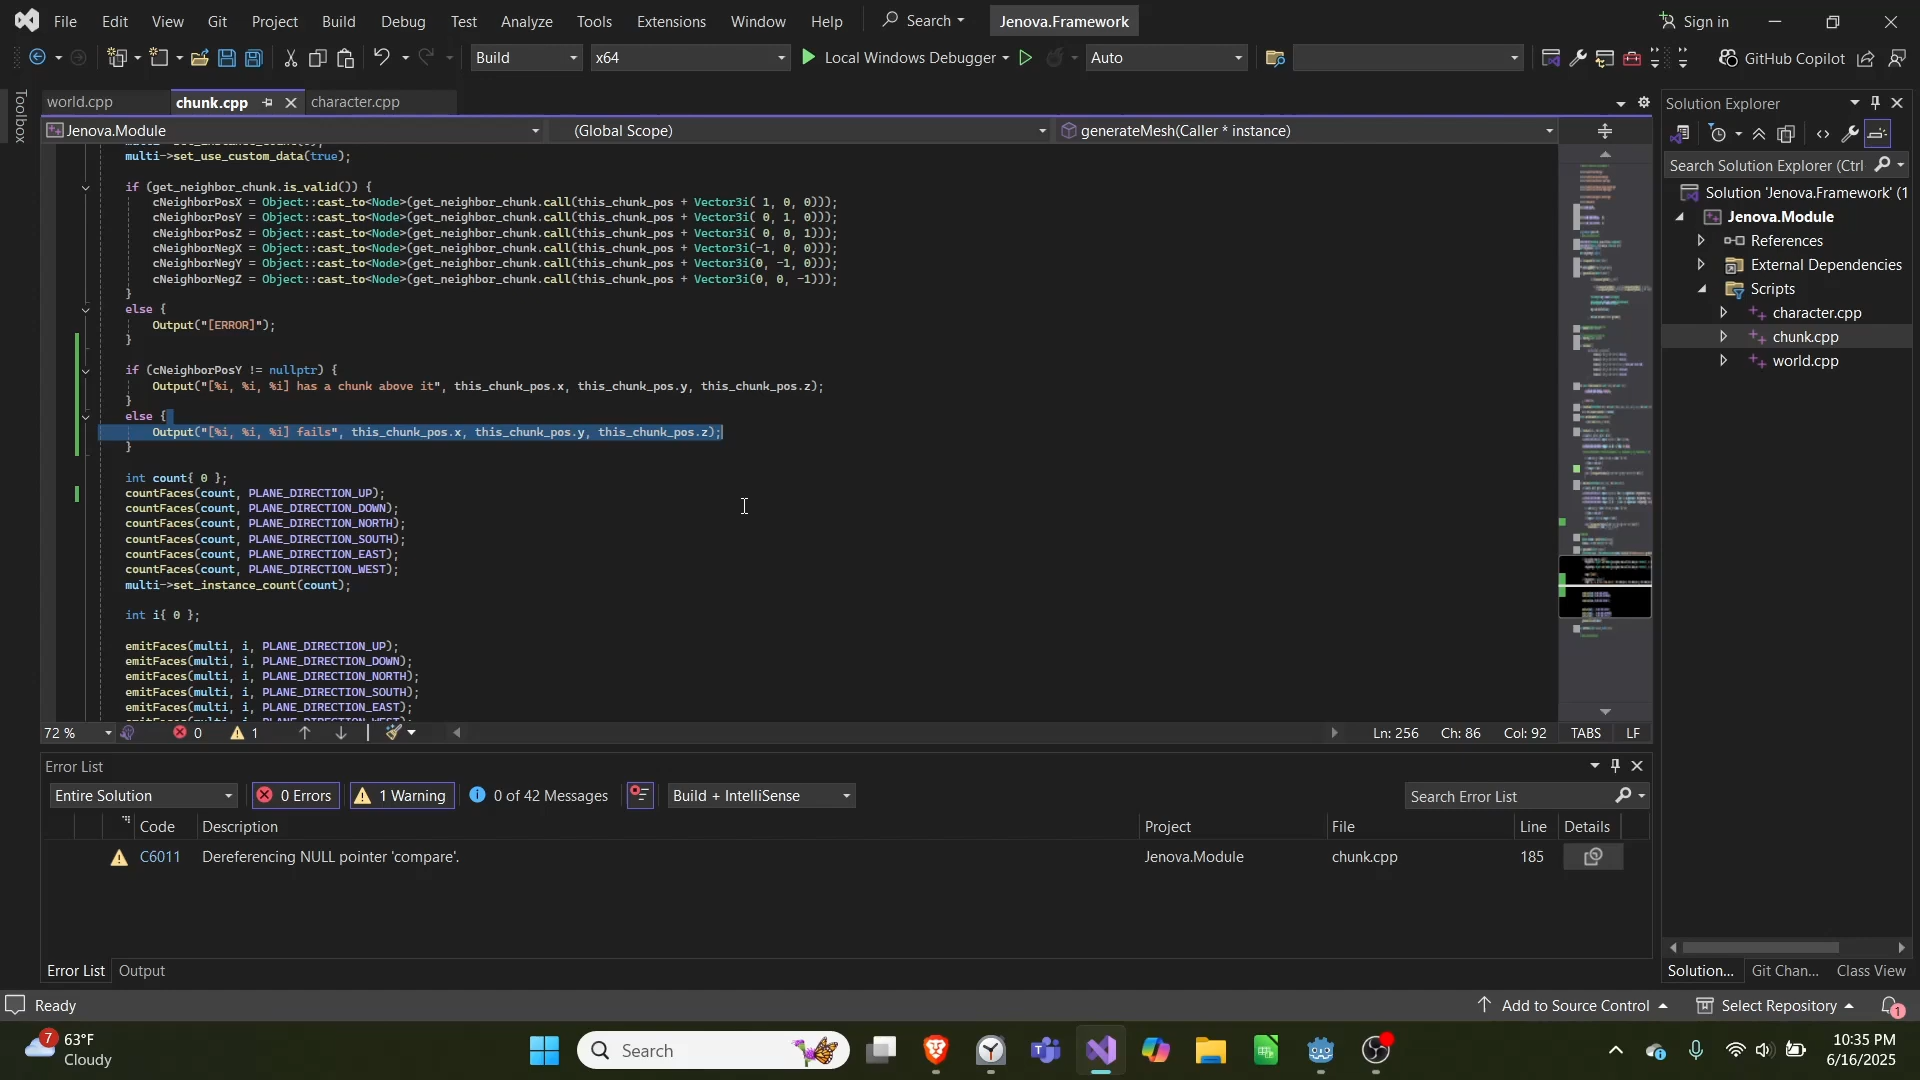 File Edit View Git Project Build Debug Test Analyze Tools Extensions Window Help Search Jenova.Framework Sign in
Build x64 Local Windows Debugger Auto GitHub Copilot
Toolbox
world.cpp chunk.cpp character.cpp
Jenova.Module (Global Scope) generateMesh(Caller * instance)
multi->set_use_custom_data(true);
if (get_neighbor_chunk.is_valid()) {
cNeighborPosX = Object::cast_to<Node>(get_neighbor_chunk.call(this_chunk_pos + Vector3i( 1, 0, 0)));
cNeighborPosY = Object::cast_to<Node>(get_neighbor_chunk.call(this_chunk_pos + Vector3i( 0, 1, 0)));
cNeighborPosZ = Object::cast_to<Node>(get_neighbor_chunk.call(this_chunk_pos + Vector3i( 0, 0, 1)));
cNeighborNegX = Object::cast_to<Node>(get_neighbor_chunk.call(this_chunk_pos + Vector3i(-1, 0, 0)));
cNeighborNegY = Object::cast_to<Node>(get_neighbor_chunk.call(this_chunk_pos + Vector3i(0, -1, 0)));
cNeighborNegZ = Object::cast_to<Node>(get_neighbor_chunk.call(this_chunk_pos + Vector3i(0, 0, -1)));
}
else {
Output("[ERROR]");
}
if (cNeighborPosY != nullptr) {
Output("[%i, %i, %i] has a chunk above it", this_chunk_pos.x, this_chunk_pos.y, this_chunk_pos.z);
}
else {
Output("[%i, %i, %i] fails", this_chunk_pos.x, this_chunk_pos.y, this_chunk_pos.z);
}
int count{ 0 };
countFaces(count, PLANE_DIRECTION_UP);
countFaces(count, PLANE_DIRECTION_DOWN);
countFaces(count, PLANE_DIRECTION_NORTH);
countFaces(count, PLANE_DIRECTION_SOUTH);
countFaces(count, PLANE_DIRECTION_EAST);
countFaces(count, PLANE_DIRECTION_WEST);
multi->set_instance_count(count);
int i{ 0 };
emitFaces(multi, i, PLANE_DIRECTION_UP);
emitFaces(multi, i, PLANE_DIRECTION_DOWN);
emitFaces(multi, i, PLANE_DIRECTION_NORTH);
emitFaces(multi, i, PLANE_DIRECTION_SOUTH);
emitFaces(multi, i, PLANE_DIRECTION_EAST);
72 % 0 1 Ln: 256 Ch: 86 Col: 92 TABS LF
Solution Explorer
Search Solution Explorer (Ctrl
Solution 'Jenova.Framework' (1
Jenova.Module
References
External Dependencies
Scripts
character.cpp
chunk.cpp
world.cpp
Solution... Git Chan... Class View
Error List
Entire Solution 0 Errors 1 Warning 0 of 42 Messages Build + IntelliSense Search Error List
Code Description Project File Line Details
C6011 Dereferencing NULL pointer 'compare'. Jenova.Module chunk.cpp 185
Error List Output
Ready Add to Source Control Select Repository 1
7 63°F
Cloudy
Search
10:35 PM
6/16/2025